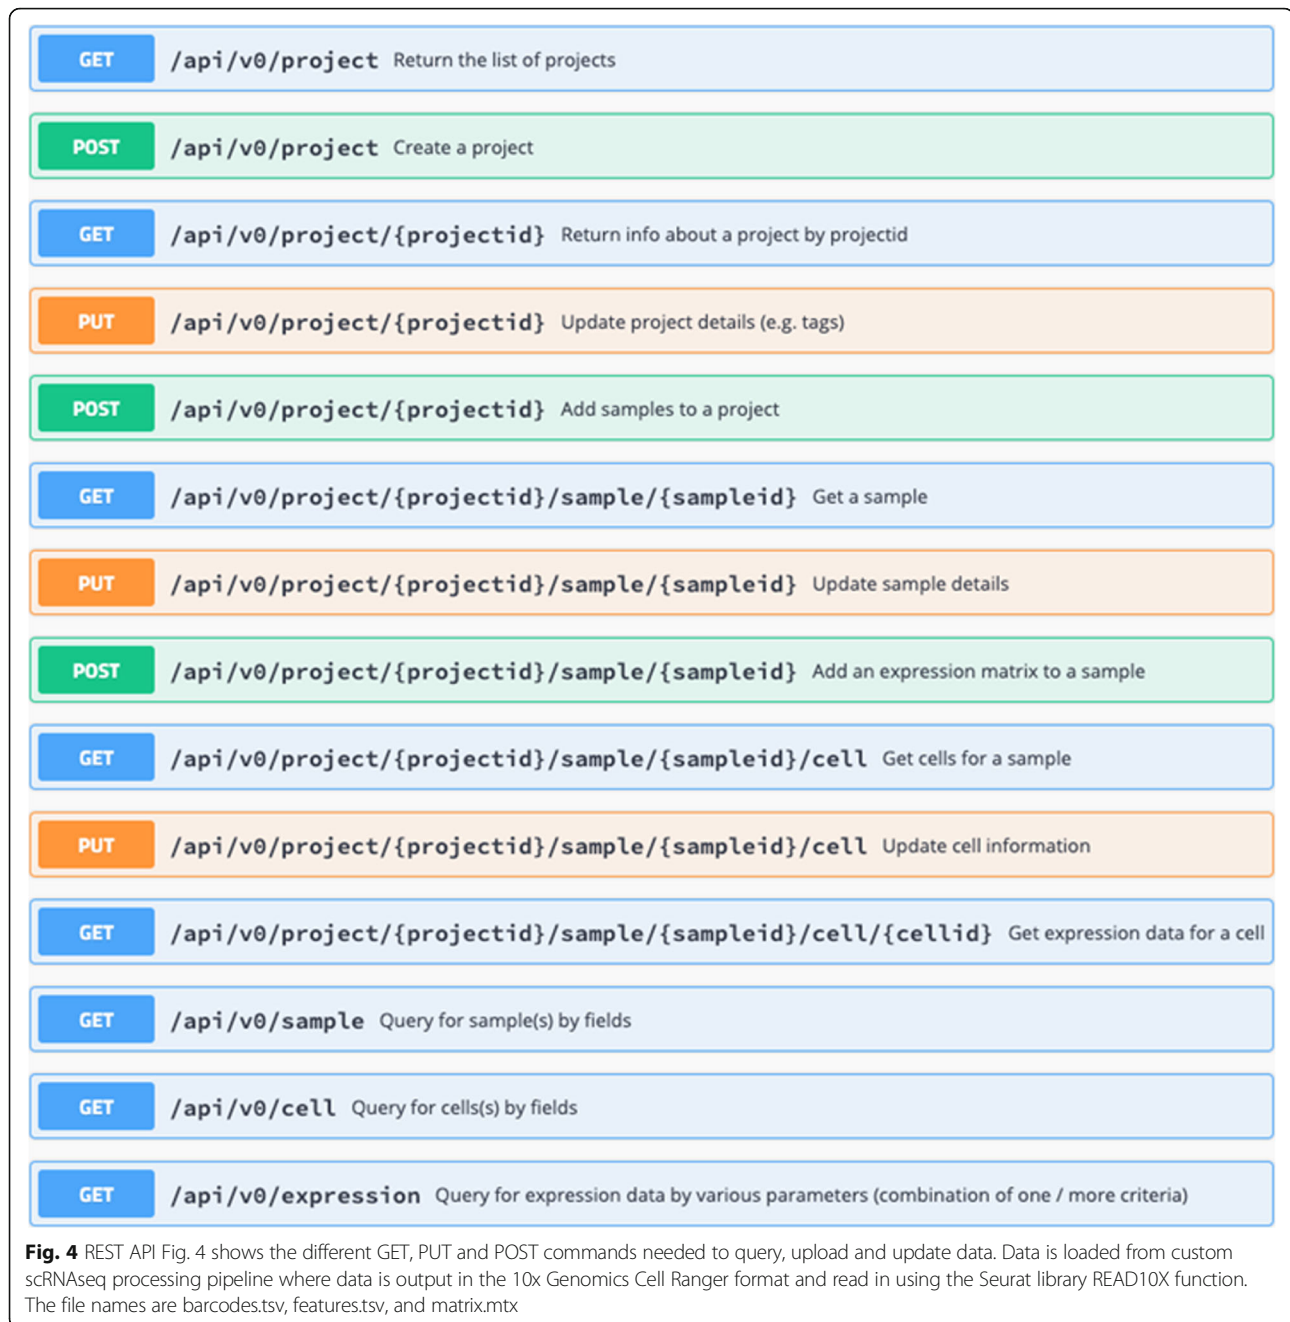 GET /api/v0/project Return the list of projects
POST /api/v0/project Create a project
GET /api/v0/project/{projectid} Return info about a project by projectid
PUT /api/v0/project/{projectid} Update project details (e.g. tags)
POST /api/v0/project/{projectid} Add samples to a project
GET /api/v0/project/{projectid}/sample/{sampleid} Get a sample
PUT /api/v0/project/{projectid}/sample/{sampleid} Update sample details
POST /api/v0/project/{projectid}/sample/{sampleid} Add an expression matrix to a sample
GET /api/v0/project/{projectid}/sample/{sampleid}/cell Get cells for a sample
PUT /api/v0/project/{projectid}/sample/{sampleid}/cell Update cell information
GET /api/v0/project/{projectid}/sample/{sampleid}/cell/{cellid} Get expression data for a cell
GET /api/v0/sample Query for sample(s) by fields
GET /api/v0/cell Query for cells(s) by fields
GET /api/v0/expression Query for expression data by various parameters (combination of one / more criteria)
Fig. 4 REST API Fig. 4 shows the different GET, PUT and POST commands needed to query, upload and update data. Data is loaded from custom
scRNAseq processing pipeline where data is output in the 10x Genomics Cell Ranger format and read in using the Seurat library READ10X function.
The file names are barcodes.tsv, features.tsv, and matrix.mtx